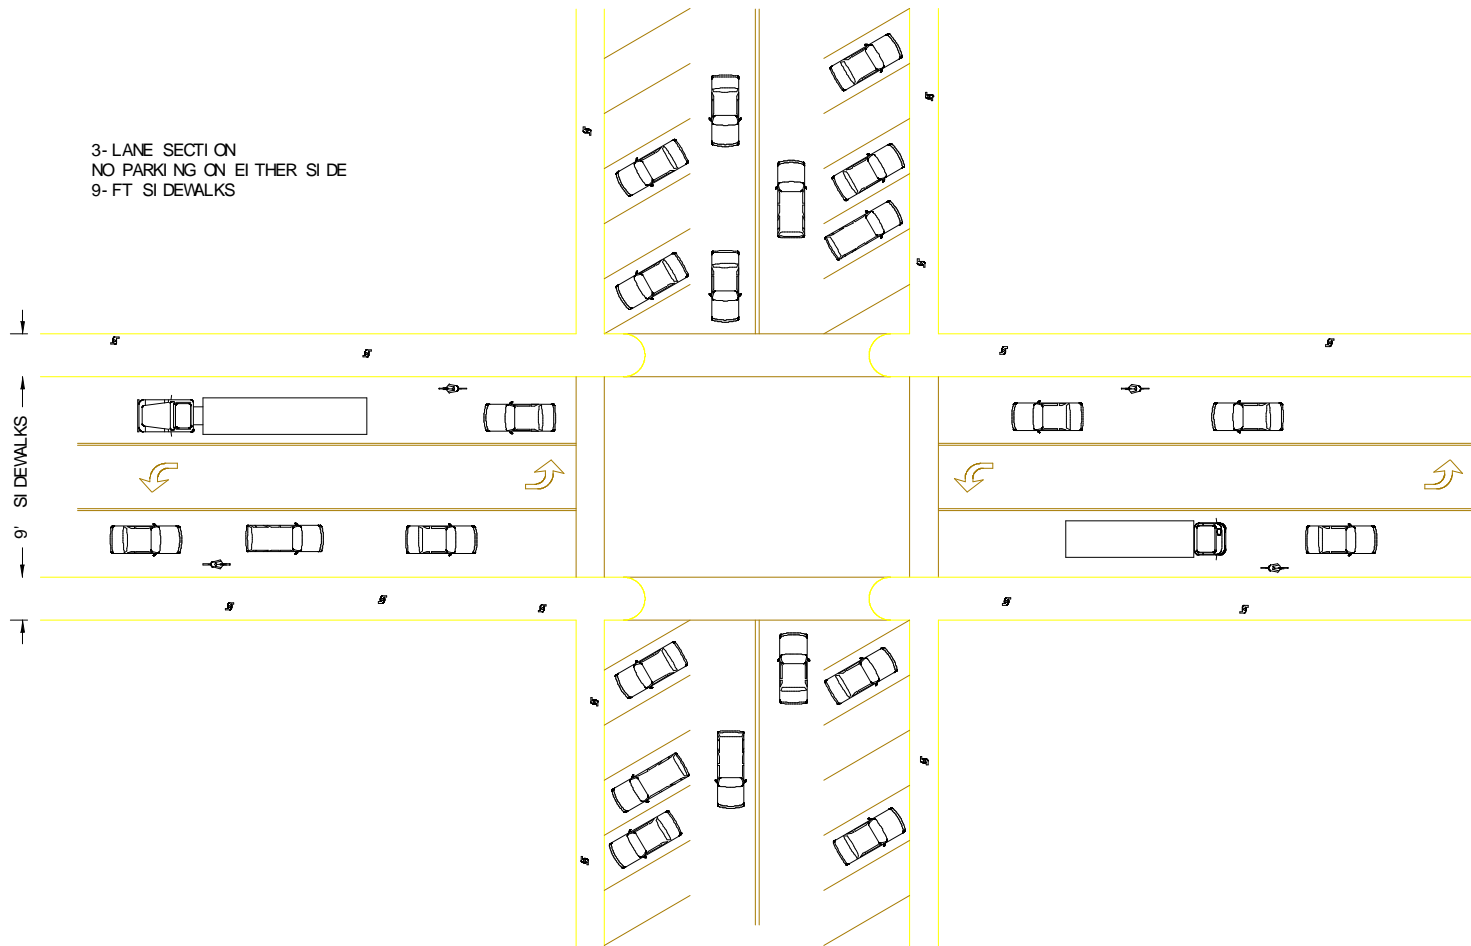 3-LANE SECTION
NO PARKING ON EITHER SIDE
9-FT SIDEWALKS
9' SIDEWALKS